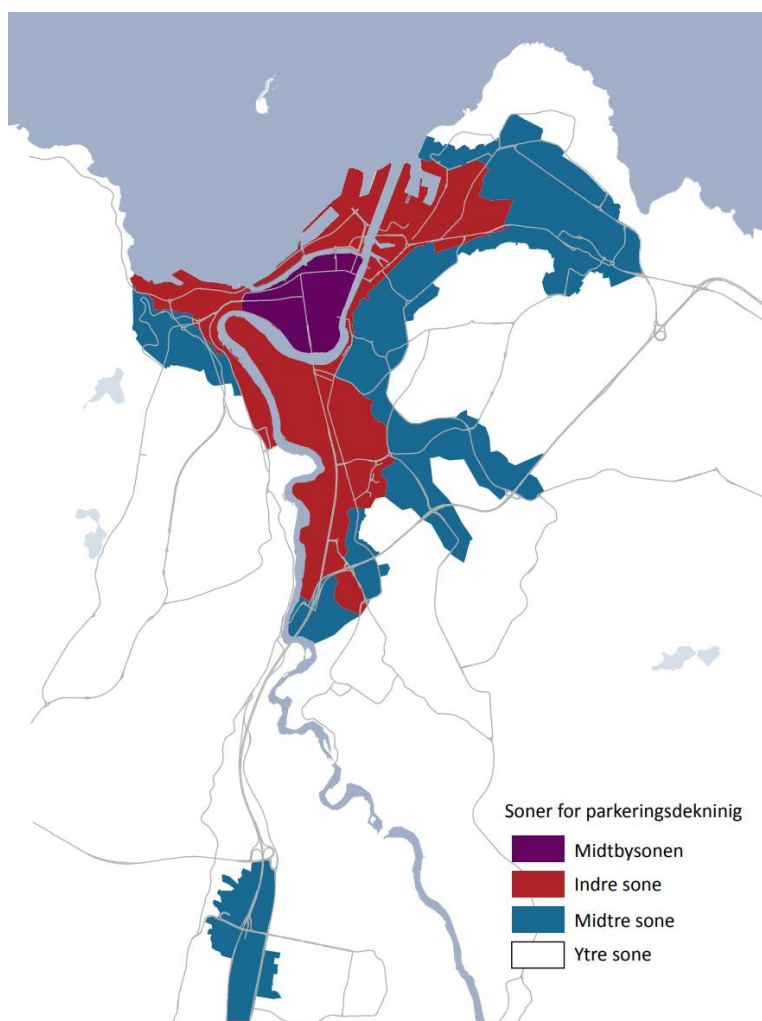 Soner for parkeringsdekninig
Midtbysonen
Indre sone
Midtre sone
Ytre sone